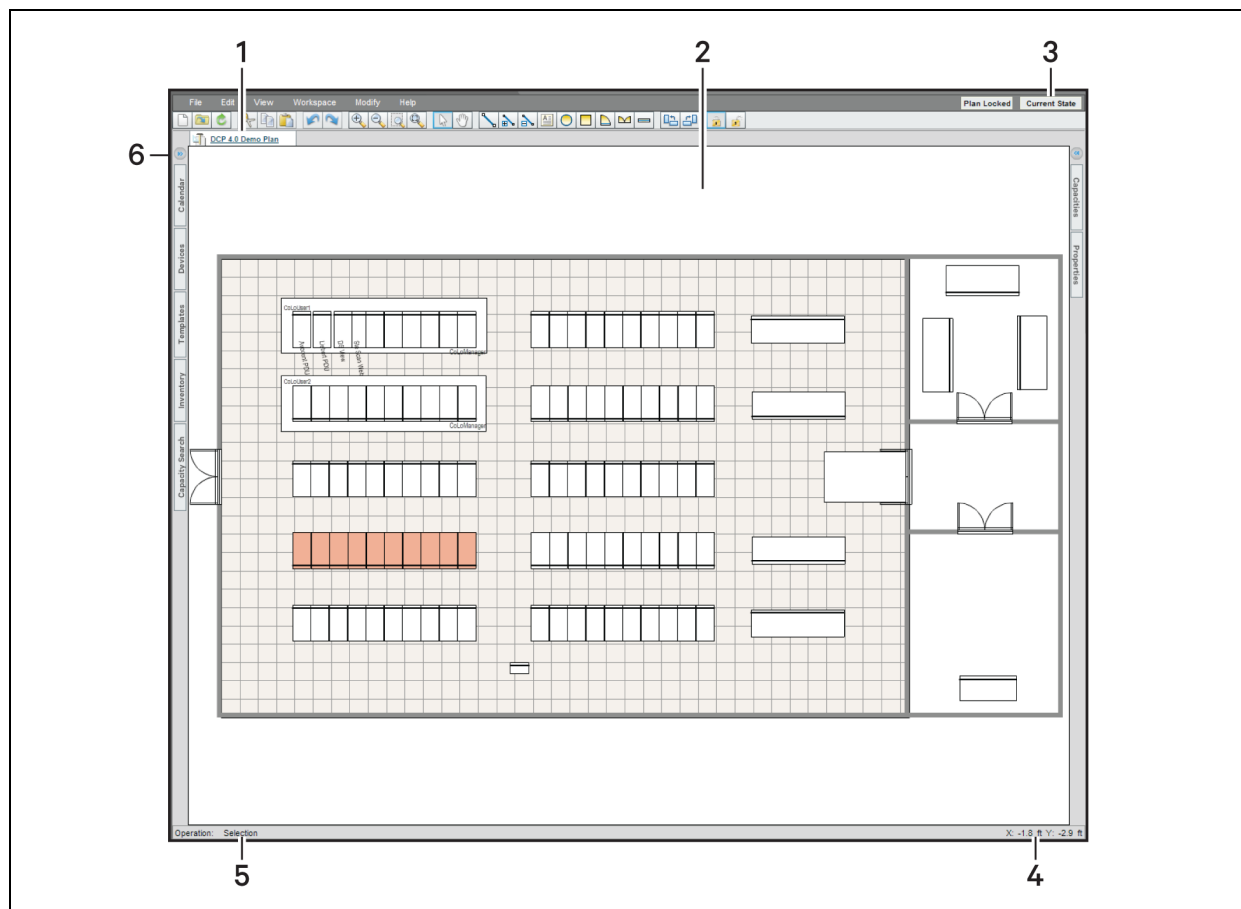 1
2
3
File Edit View Workspace Modify Help
Plan Locked Current State
DCP 4.0 Demo Plan
6
Calendar
Devices
Templates
Inventory
Capacity Search
Capacities
Properties
CoLoUser1
CoLoManager
CoLoUser2
CoLoManager
Operation: Selection
X: -1.8 ft Y: -2.9 ft
5
4